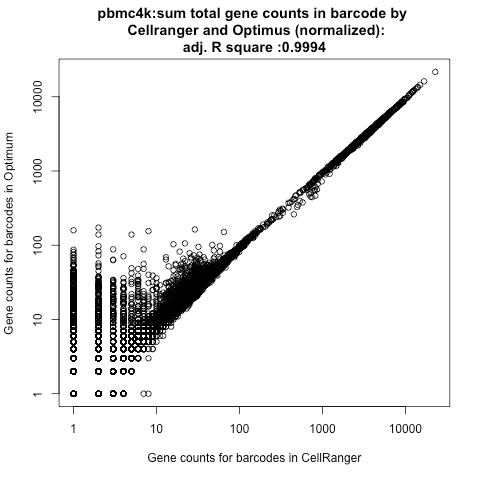 pbmc4k:sum total gene counts in barcode by
Cellranger and Optimus (normalized):
adj. R square :0.9994
Gene counts for barcodes in Optimum
10000
1000
100
10
1
1
10
100
1000
10000
Gene counts for barcodes in CellRanger